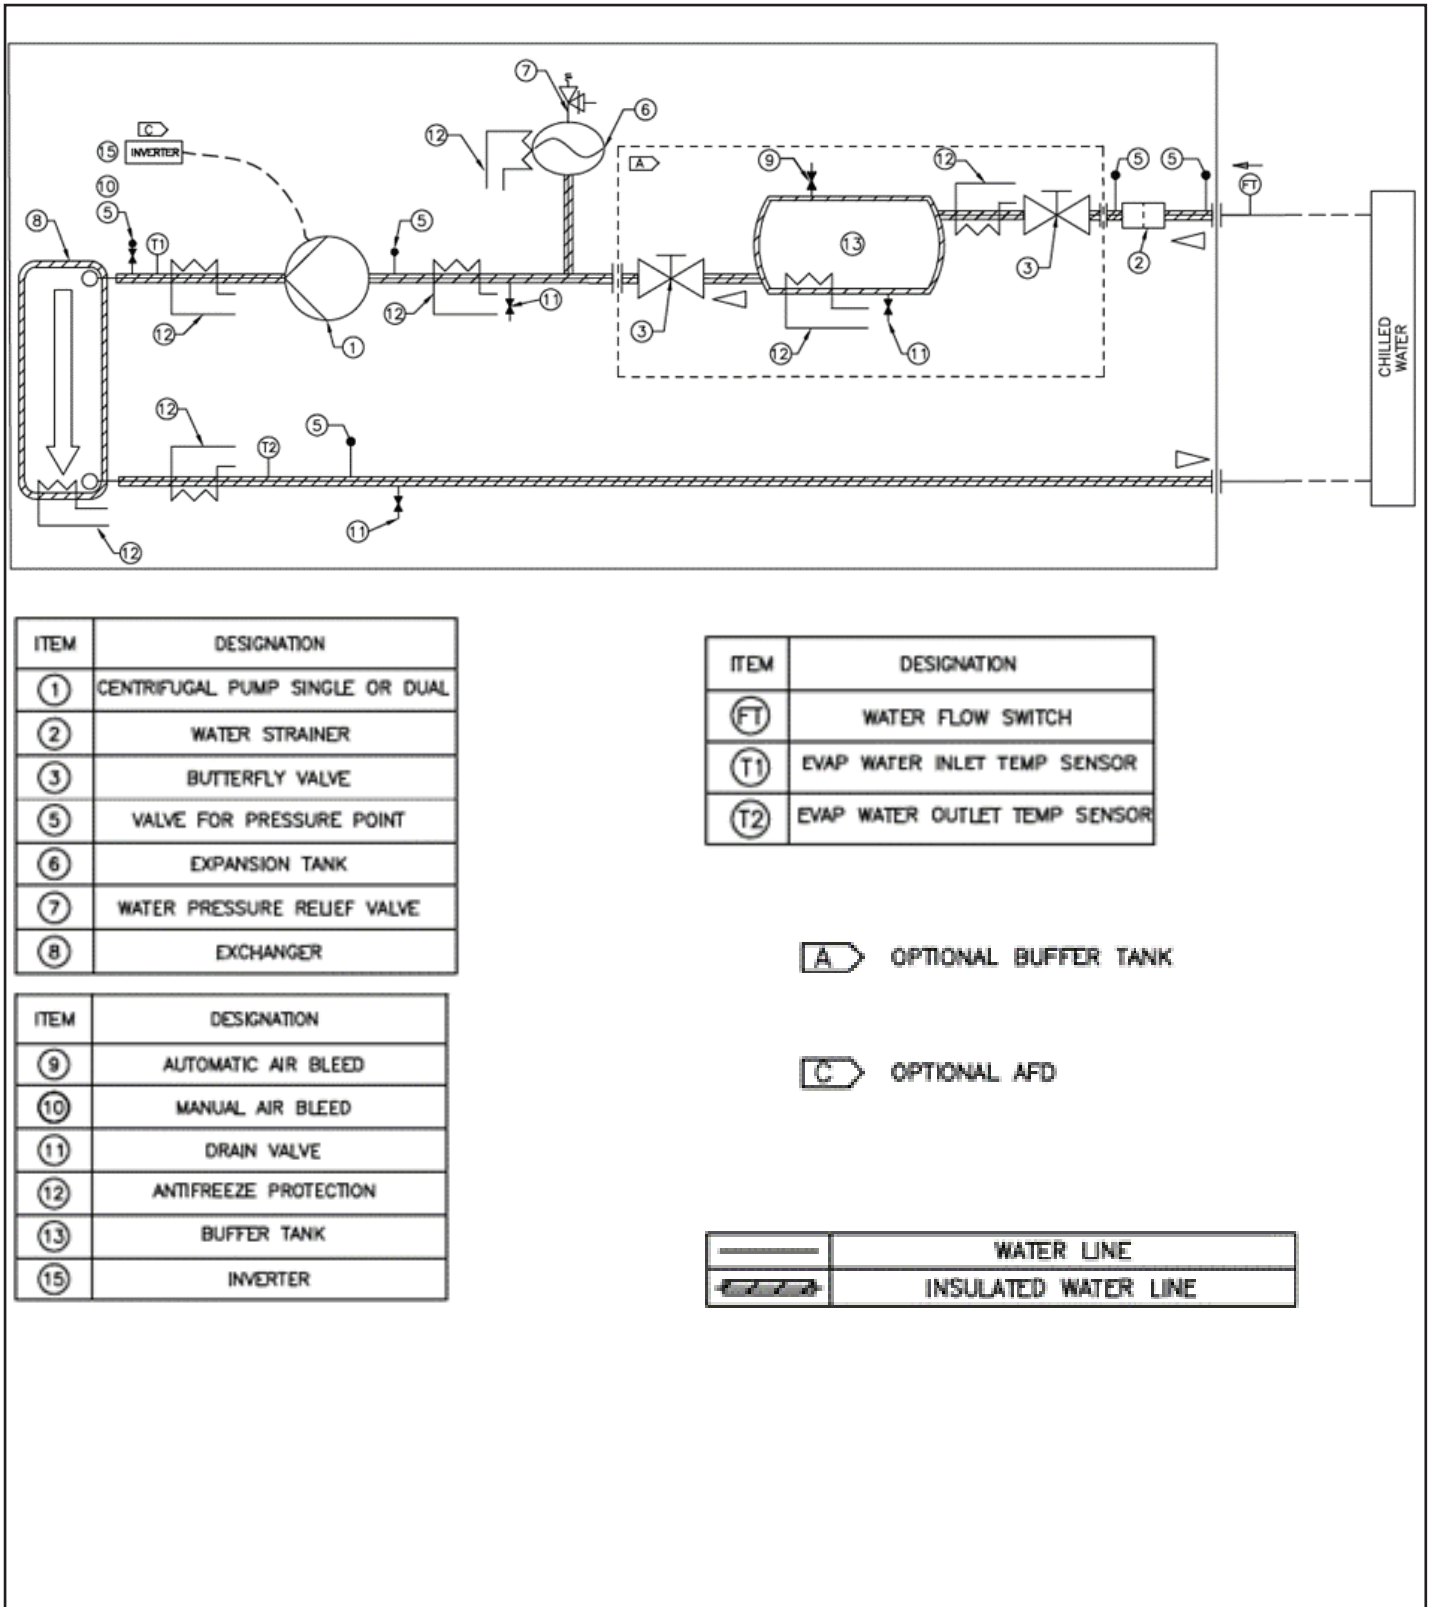 7
6
12
C
15 INVERTER
A
9
12
5
5
10
FT
5
5
8
T1
13
3
2
11
12
12
3
12
11
1
CHILLED
WATER
12
5
T2
11
12
ITEM DESIGNATION
1 CENTRIFUGAL PUMP SINGLE OR DUAL
2 WATER STRAINER
3 BUTTERFLY VALVE
5 VALVE FOR PRESSURE POINT
6 EXPANSION TANK
7 WATER PRESSURE RELIEF VALVE
8 EXCHANGER
ITEM DESIGNATION
9 AUTOMATIC AIR BLEED
10 MANUAL AIR BLEED
11 DRAIN VALVE
12 ANTIFREEZE PROTECTION
13 BUFFER TANK
15 INVERTER
ITEM DESIGNATION
FT WATER FLOW SWITCH
T1 EVAP WATER INLET TEMP SENSOR
T2 EVAP WATER OUTLET TEMP SENSOR
A OPTIONAL BUFFER TANK
C OPTIONAL AFD
WATER LINE
INSULATED WATER LINE